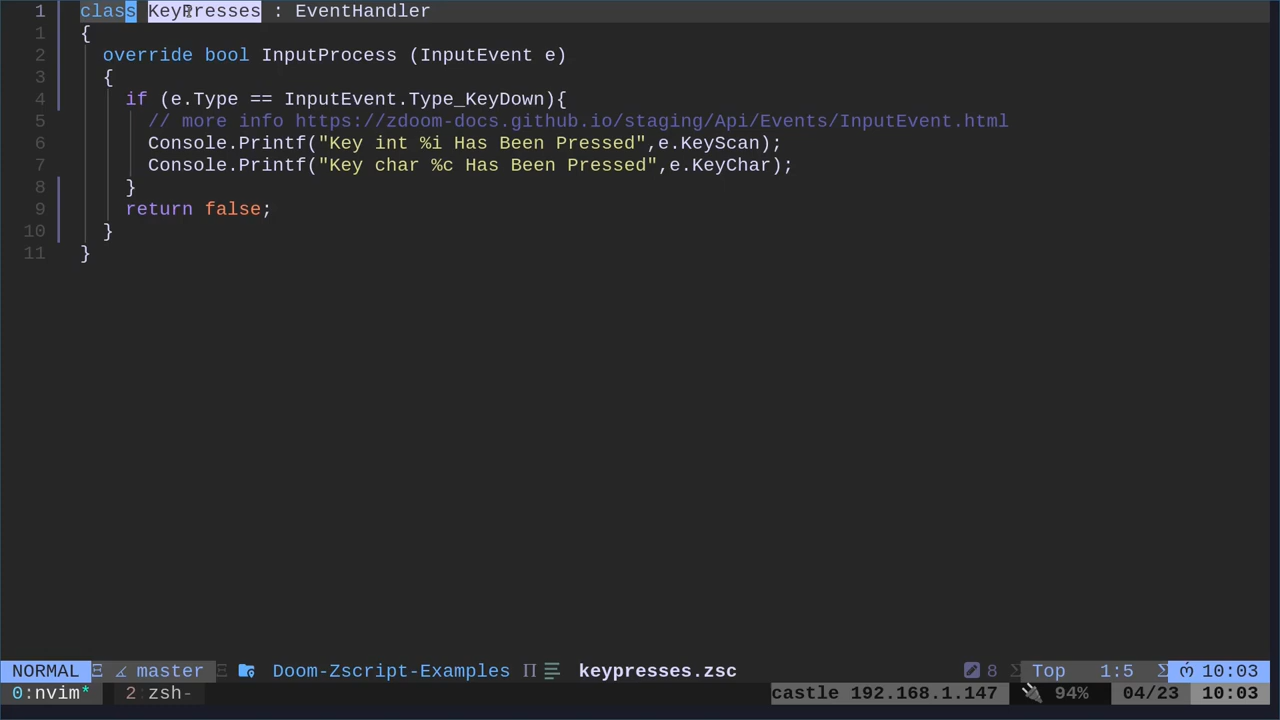 1 class KeyPresses : EventHandler
1 {
2 override bool InputProcess (InputEvent e)
3 {
4 if (e.Type == InputEvent.Type_KeyDown){
5 // more info https://zdoom-docs.github.io/staging/Api/Events/InputEvent.html
6 Console.Printf("Key int %i Has Been Pressed",e.KeyScan);
7 Console.Printf("Key char %c Has Been Pressed",e.KeyChar);
8 }
9 return false;
10 }
11 }
NORMAL master Doom-Zscript-Examples keypresses.zsc 8 Top 1:5 10:03
0:nvim* 2 zsh- castle 192.168.1.147 94% 04/23 10:03